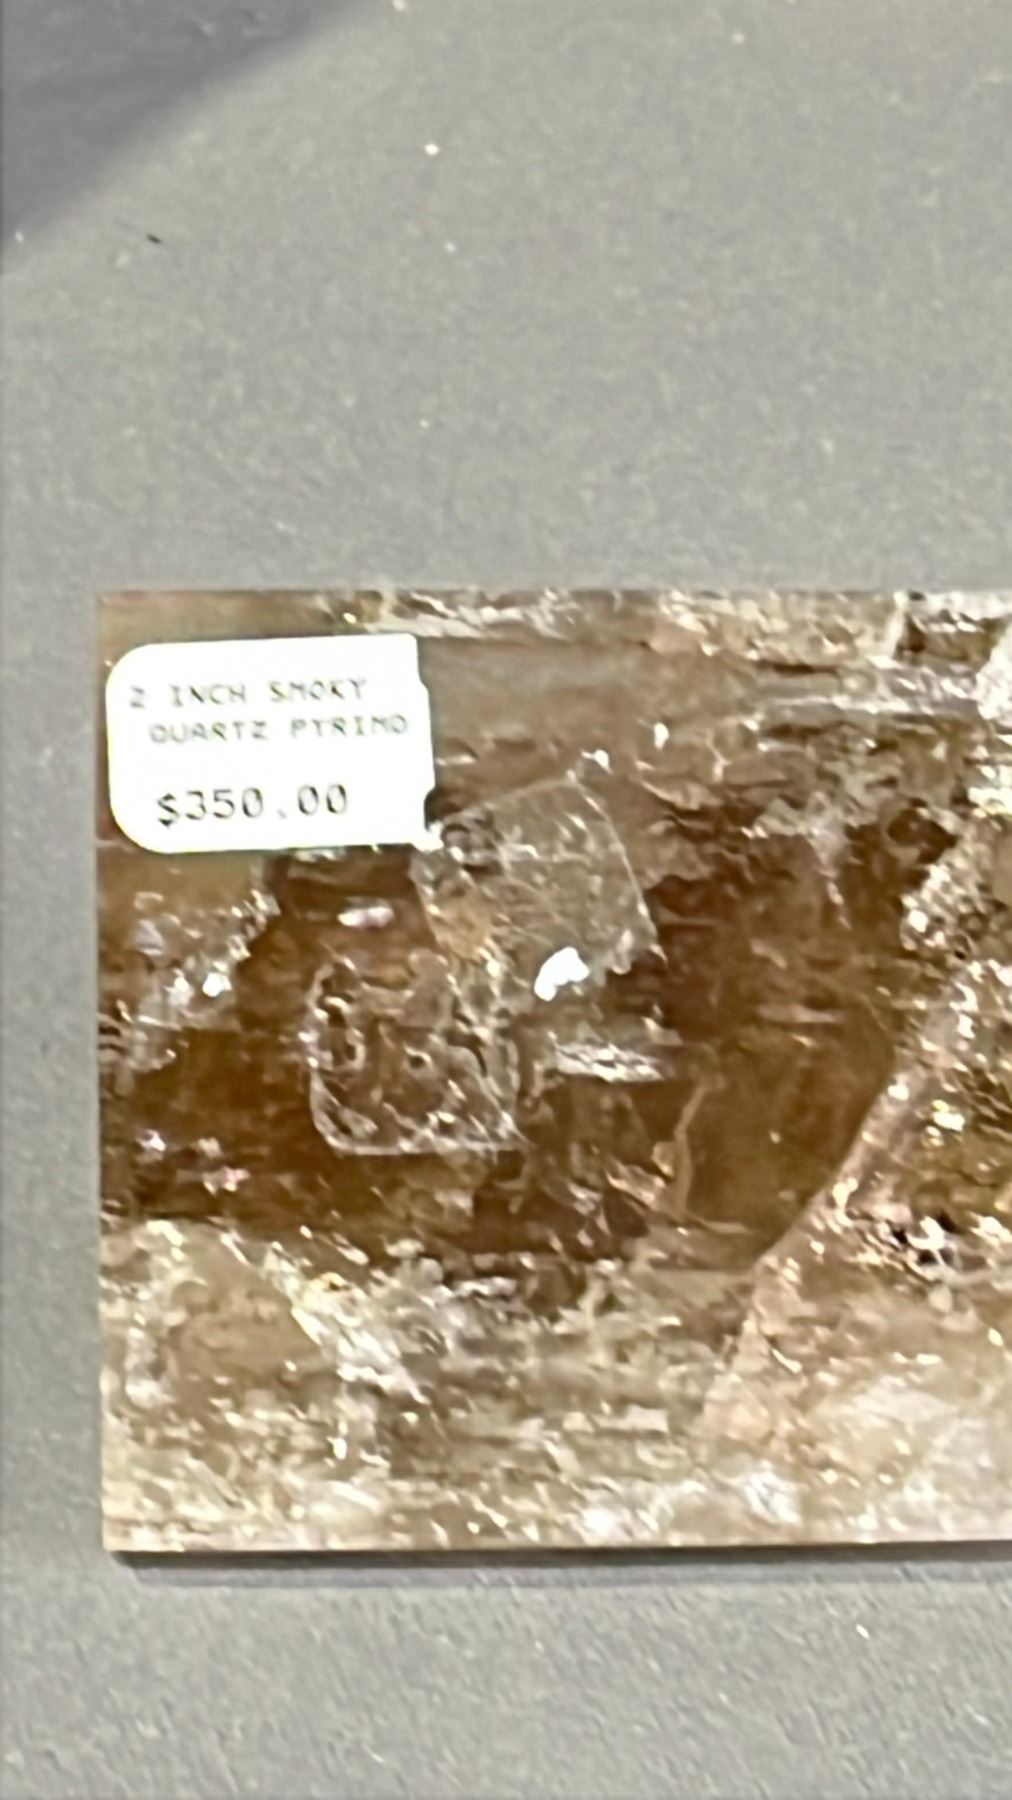 2 INCH SMOKY
QUARTZ PYRIMD
$350.00